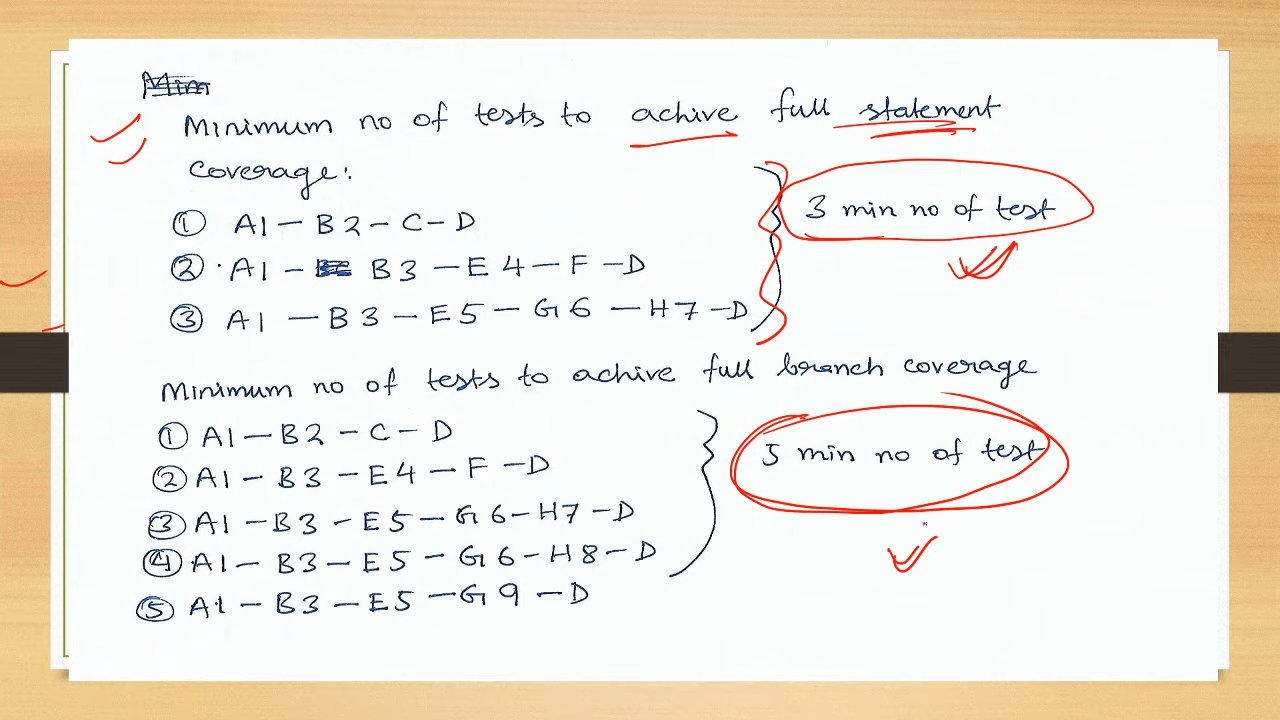 Minimum no of tests to achive full statement
coverage:
① A1 – B2 – C – D
② A1 – B3 – E4 – F – D
③ A1 – B3 – E5 – G6 – H7 – D
3 min no of test
Minimum no of tests to achive full branch coverage
① A1 – B2 – C – D
② A1 – B3 – E4 – F – D
③ A1 – B3 – E5 – G6 – H7 – D
④ A1 – B3 – E5 – G6 – H8 – D
⑤ A1 – B3 – E5 – G9 – D
5 min no of test